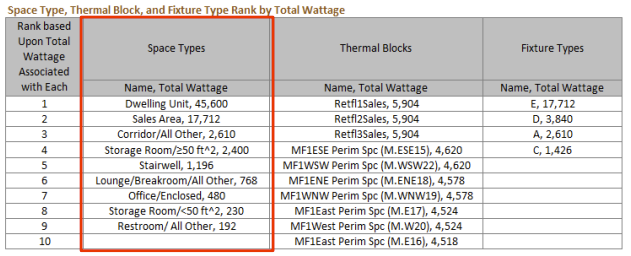 Space Type, Thermal Block, and Fixture Type Rank by Total Wattage
Rank based
Upon Total
Wattage
Associated
with Each
Space Types
Thermal Blocks
Fixture Types
Name, Total Wattage
Name, Total Wattage
Name, Total Wattage
1 Dwelling Unit, 45,600 Retfl1Sales, 5,904 E, 17,712
2 Sales Area, 17,712 Retfl2Sales, 5,904 D, 3,840
3 Corridor/All Other, 2,610 Retfl3Sales, 5,904 A, 2,610
4 Storage Room/≥50 ft^2, 2,400 MF1ESE Perim Spc (M.ESE15), 4,620 C, 1,426
5 Stairwell, 1,196 MF1WSW Perim Spc (M.WSW22), 4,620
6 Lounge/Breakroom/All Other, 768 MF1ENE Perim Spc (M.ENE18), 4,578
7 Office/Enclosed, 480 MF1WNW Perim Spc (M.WNW19), 4,578
8 Storage Room/<50 ft^2, 230 MF1East Perim Spc (M.E17), 4,524
9 Restroom/ All Other, 192 MF1West Perim Spc (M.W20), 4,524
10 MF1East Perim Spc (M.E16), 4,518